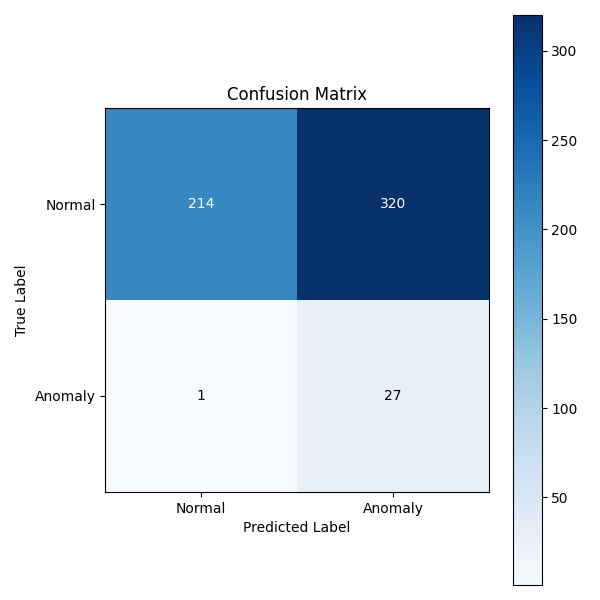 Confusion Matrix
300
250
200
150
100
50
True Label
Normal
214
320
Anomaly
1
27
Normal
Anomaly
Predicted Label